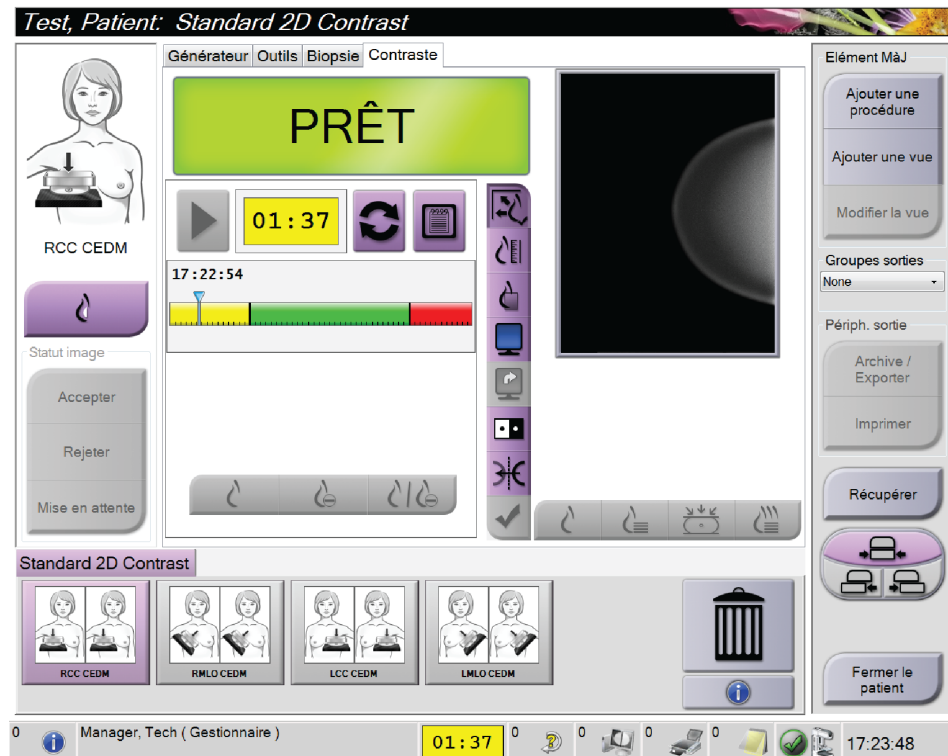 Test, Patient: Standard 2D Contrast
Générateur Outils Biopsie Contraste
PRÊT
RCC CEDM
01:37
17:22:54
Statut image
Accepter
Rejeter
Mise en attente
Elément MàJ
Ajouter une
procédure
Ajouter une vue
Modifier la vue
Groupes sorties
None
Périph. sortie
Archive /
Exporter
Imprimer
Récupérer
Standard 2D Contrast
RCC CEDM
RMLO CEDM
LCC CEDM
LMLO CEDM
Fermer le
patient
0 Manager, Tech ( Gestionnaire ) 01:37 0 0 0 0 17:23:48